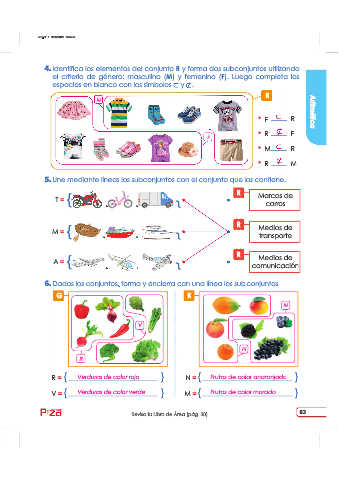 4. Identifica los elementos del conjunto R y forma dos subconjuntos utilizando
el criterio de género: masculino (M) y femenino (F). Luego completa los
espacios en blanco con los símbolos ⊂ y ⊄.
R
M
F
• F ⊂ R
• R ⊄ F
• M ⊂ R
• R ⊄ M
Aritmética
5. Une mediante líneas los subconjuntos con el conjunto que los contiene.
T = { , , }
R
Marcas de
carros
M = { , , }
R
Medios de
transporte
A = { , , }
R
Medios de
comunicación
6. Dados los conjuntos, forma y encierra con una línea los subconjuntos
V
R
K
N
M
R = { Verduras de color rojo }
N = { Frutas de color anaranjado }
V = { Verduras de color verde }
M = { Frutas de color morado }
Revisa tu Libro de Área (pág. 30)
83